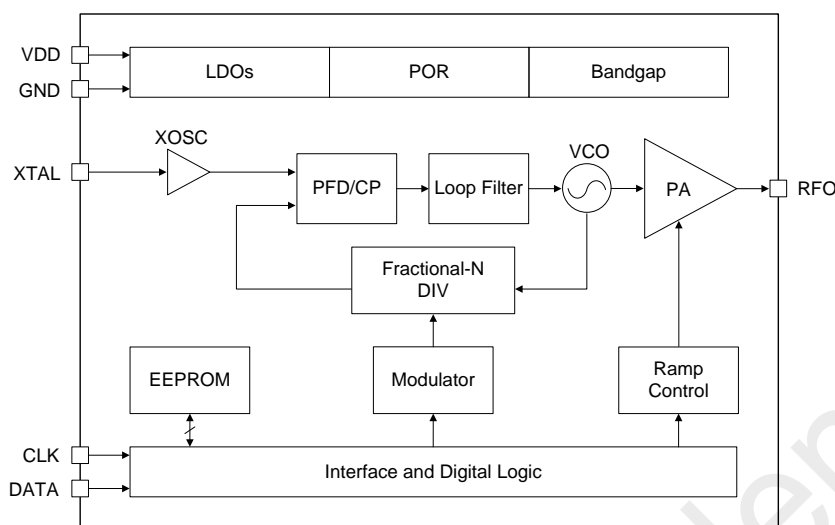 VDD
GND
LDOs
POR
Bandgap
XOSC
XTAL
PFD/CP
Loop Filter
VCO
PA
RFO
Fractional-N
DIV
EEPROM
Modulator
Ramp
Control
CLK
DATA
Interface and Digital Logic